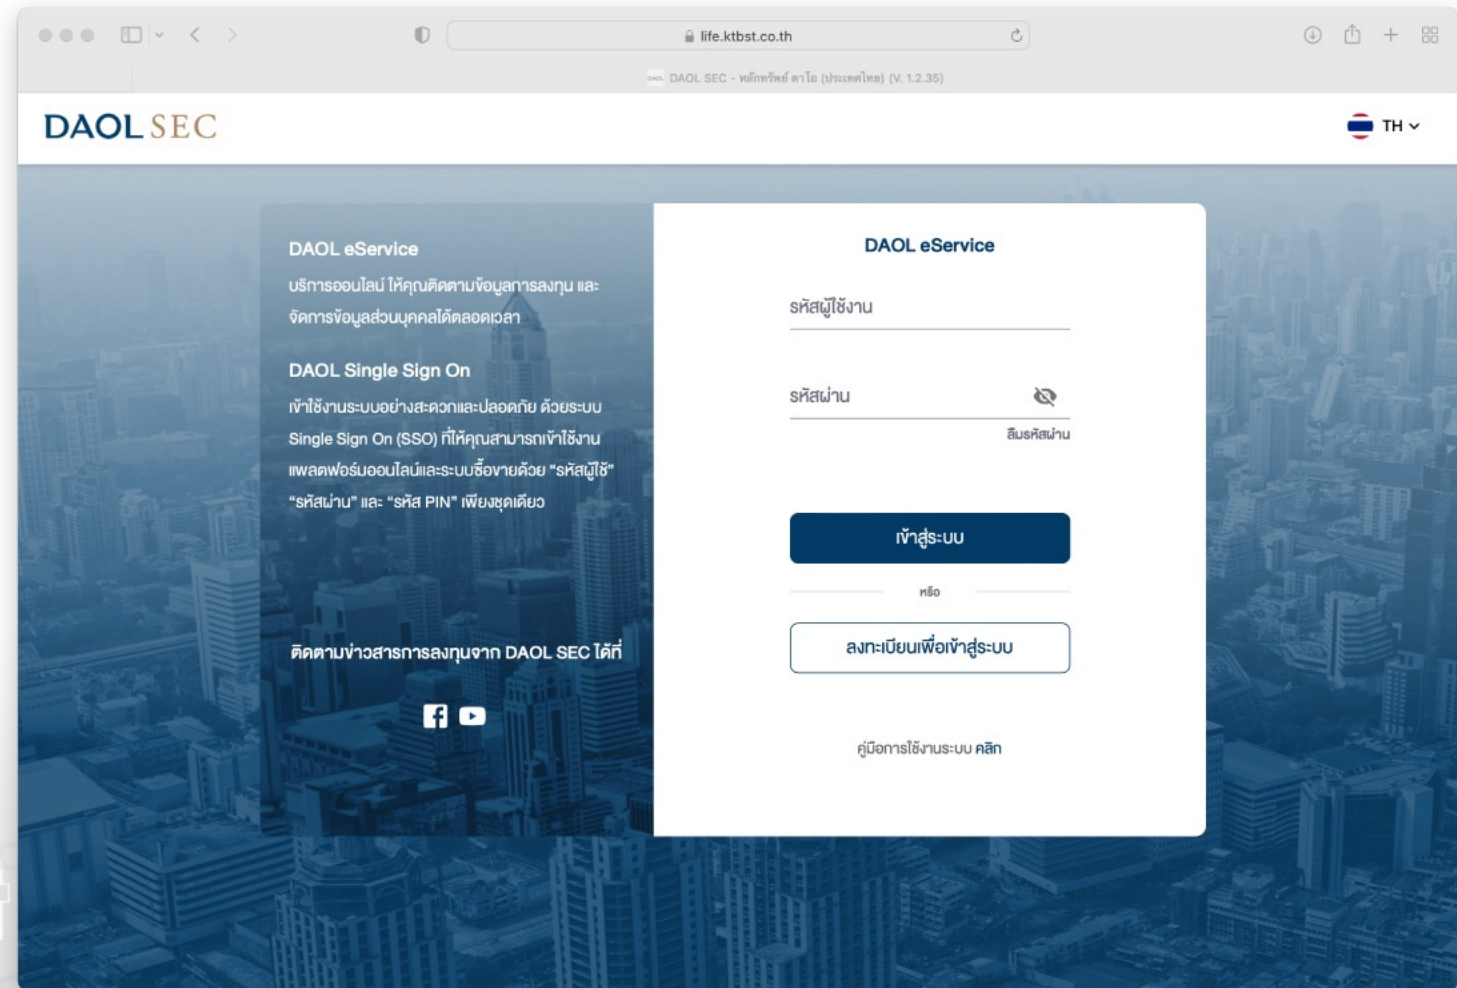 life.ktbst.co.th
DAOL SEC - หลักทรัพย์ ดาโอ (ประเทศไทย) (V. 1.2.35)
DAOL SEC
TH
DAOL eService
บริการออนไลน์ ให้คุณติดตามข้อมูลการลงทุน และ
จัดการข้อมูลส่วนบุคคลได้ตลอดเวลา
DAOL Single Sign On
เข้าใช้งานระบบอย่างสะดวกและปลอดภัย ด้วยระบบ
Single Sign On (SSO) ที่ให้คุณสามารถเข้าใช้งาน
แพลตฟอร์มออนไลน์และระบบซื้อขายด้วย “รหัสผู้ใช้”
“รหัสผ่าน” และ “รหัส PIN” เพียงชุดเดียว
ติดตามข่าวสารการลงทุนจาก DAOL SEC ได้ที่
DAOL eService
รหัสผู้ใช้งาน
รหัสผ่าน
ลืมรหัสผ่าน
เข้าสู่ระบบ
หรือ
ลงทะเบียนเพื่อเข้าสู่ระบบ
คู่มือการใช้งานระบบ คลิก